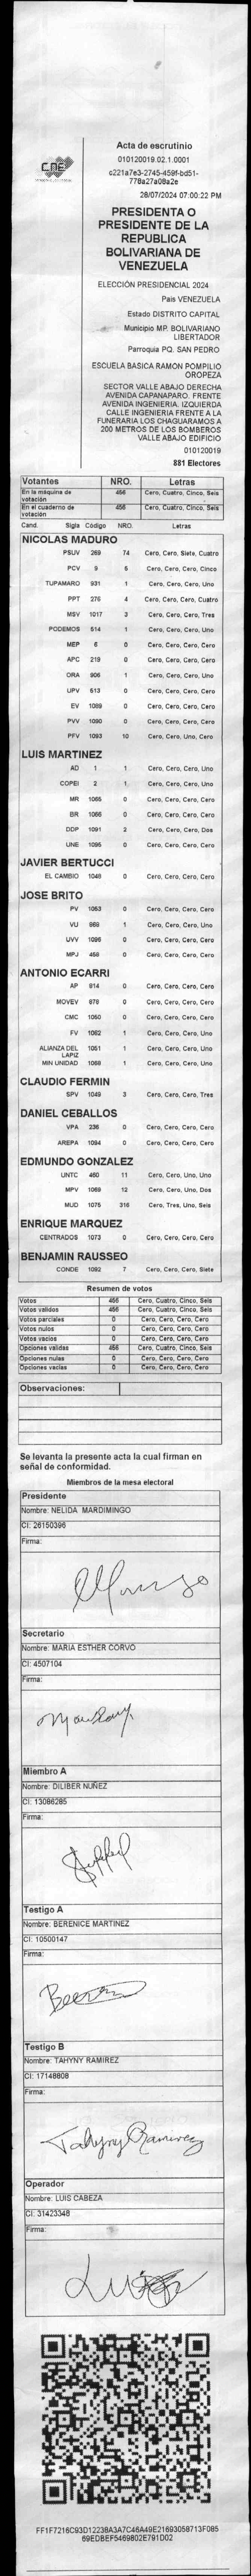 CNE
Acta de escrutinio
010120019.02.1.0001
c221a7e3-2745-459f-bd51-
778a27a08a2e
28/07/2024 07:00:22 PM
PRESIDENTA O
PRESIDENTE DE LA
REPUBLICA
BOLIVARIANA DE
VENEZUELA
ELECCIÓN PRESIDENCIAL 2024
Pais VENEZUELA
Estado DISTRITO CAPITAL
Municipio MP. BOLIVARIANO
LIBERTADOR
Parroquia PQ. SAN PEDRO
ESCUELA BASICA RAMON POMPILIO
OROPEZA
SECTOR VALLE ABAJO DERECHA
AVENIDA CAPANAPARO. FRENTE
AVENIDA INGENIERIA. IZQUIERDA
CALLE INGENIERIA FRENTE A LA
FUNERARIA LOS CHAGUARAMOS A
200 METROS DE LOS BOMBEROS
VALLE ABAJO EDIFICIO
010120019
881 Electores
Votantes NRO. Letras
En la máquina de votación 456 Cero, Cuatro, Cinco, Seis
En el cuaderno de votación 456 Cero, Cuatro, Cinco, Seis
Cand. Sigla Código NRO. Letras
NICOLAS MADURO
PSUV 269 74 Cero, Cero, Siete, Cuatro
PCV 9 5 Cero, Cero, Cero, Cinco
TUPAMARO 931 1 Cero, Cero, Cero, Uno
PPT 276 4 Cero, Cero, Cero, Cuatro
MSV 1017 3 Cero, Cero, Cero, Tres
PODEMOS 514 1 Cero, Cero, Cero, Uno
MEP 6 0 Cero, Cero, Cero, Cero
APC 219 0 Cero, Cero, Cero, Cero
ORA 906 1 Cero, Cero, Cero, Uno
UPV 513 0 Cero, Cero, Cero, Cero
EV 1089 0 Cero, Cero, Cero, Cero
PVV 1090 0 Cero, Cero, Cero, Cero
PFV 1093 10 Cero, Cero, Uno, Cero
LUIS MARTINEZ
AD 1 1 Cero, Cero, Cero, Uno
COPEI 2 1 Cero, Cero, Cero, Uno
MR 1065 0 Cero, Cero, Cero, Cero
BR 1066 0 Cero, Cero, Cero, Cero
DDP 1091 2 Cero, Cero, Cero, Dos
UNE 1095 0 Cero, Cero, Cero, Cero
JAVIER BERTUCCI
EL CAMBIO 1048 0 Cero, Cero, Cero, Cero
JOSE BRITO
PV 1053 0 Cero, Cero, Cero, Cero
VU 969 1 Cero, Cero, Cero, Uno
UVV 1096 0 Cero, Cero, Cero, Cero
MPJ 458 0 Cero, Cero, Cero, Cero
ANTONIO ECARRI
AP 914 0 Cero, Cero, Cero, Cero
MOVEV 878 0 Cero, Cero, Cero, Cero
CMC 1050 0 Cero, Cero, Cero, Cero
FV 1062 1 Cero, Cero, Cero, Uno
ALIANZA DEL LAPIZ 1051 1 Cero, Cero, Cero, Uno
MIN UNIDAD 1068 1 Cero, Cero, Cero, Uno
CLAUDIO FERMIN
SPV 1049 3 Cero, Cero, Cero, Tres
DANIEL CEBALLOS
VPA 236 0 Cero, Cero, Cero, Cero
AREPA 1094 0 Cero, Cero, Cero, Cero
EDMUNDO GONZALEZ
UNTC 460 11 Cero, Cero, Uno, Uno
MPV 1069 12 Cero, Cero, Uno, Dos
MUD 1075 316 Cero, Tres, Uno, Seis
ENRIQUE MARQUEZ
CENTRADOS 1073 0 Cero, Cero, Cero, Cero
BENJAMIN RAUSSEO
CONDE 1092 7 Cero, Cero, Cero, Siete
Resumen de votos
Votos 456 Cero, Cuatro, Cinco, Seis
Votos validos 456 Cero, Cuatro, Cinco, Seis
Votos parciales 0 Cero, Cero, Cero, Cero
Votos nulos 0 Cero, Cero, Cero, Cero
Votos vacios 0 Cero, Cero, Cero, Cero
Opciones validas 456 Cero, Cuatro, Cinco, Seis
Opciones nulas 0 Cero, Cero, Cero, Cero
Opciones vacias 0 Cero, Cero, Cero, Cero
Observaciones:
Se levanta la presente acta la cual firman en
señal de conformidad.
Miembros de la mesa electoral
Presidente
Nombre: NELIDA MARDIMINGO
CI: 26150396
Firma:
Secretario
Nombre: MARIA ESTHER CORVO
CI: 4507104
Firma:
Miembro A
Nombre: DILIBER NUÑEZ
CI: 13086285
Firma:
Testigo A
Nombre: BERENICE MARTINEZ
CI: 10500147
Firma:
Testigo B
Nombre: TAHYNY RAMIREZ
CI: 17148808
Firma:
Tahyny Ramirez
Operador
Nombre: LUIS CABEZA
CI: 31423348
Firma:
FF1F7216C93D12238A3A7C46A49E21693058713F085
69EDBEF5469802E791D02